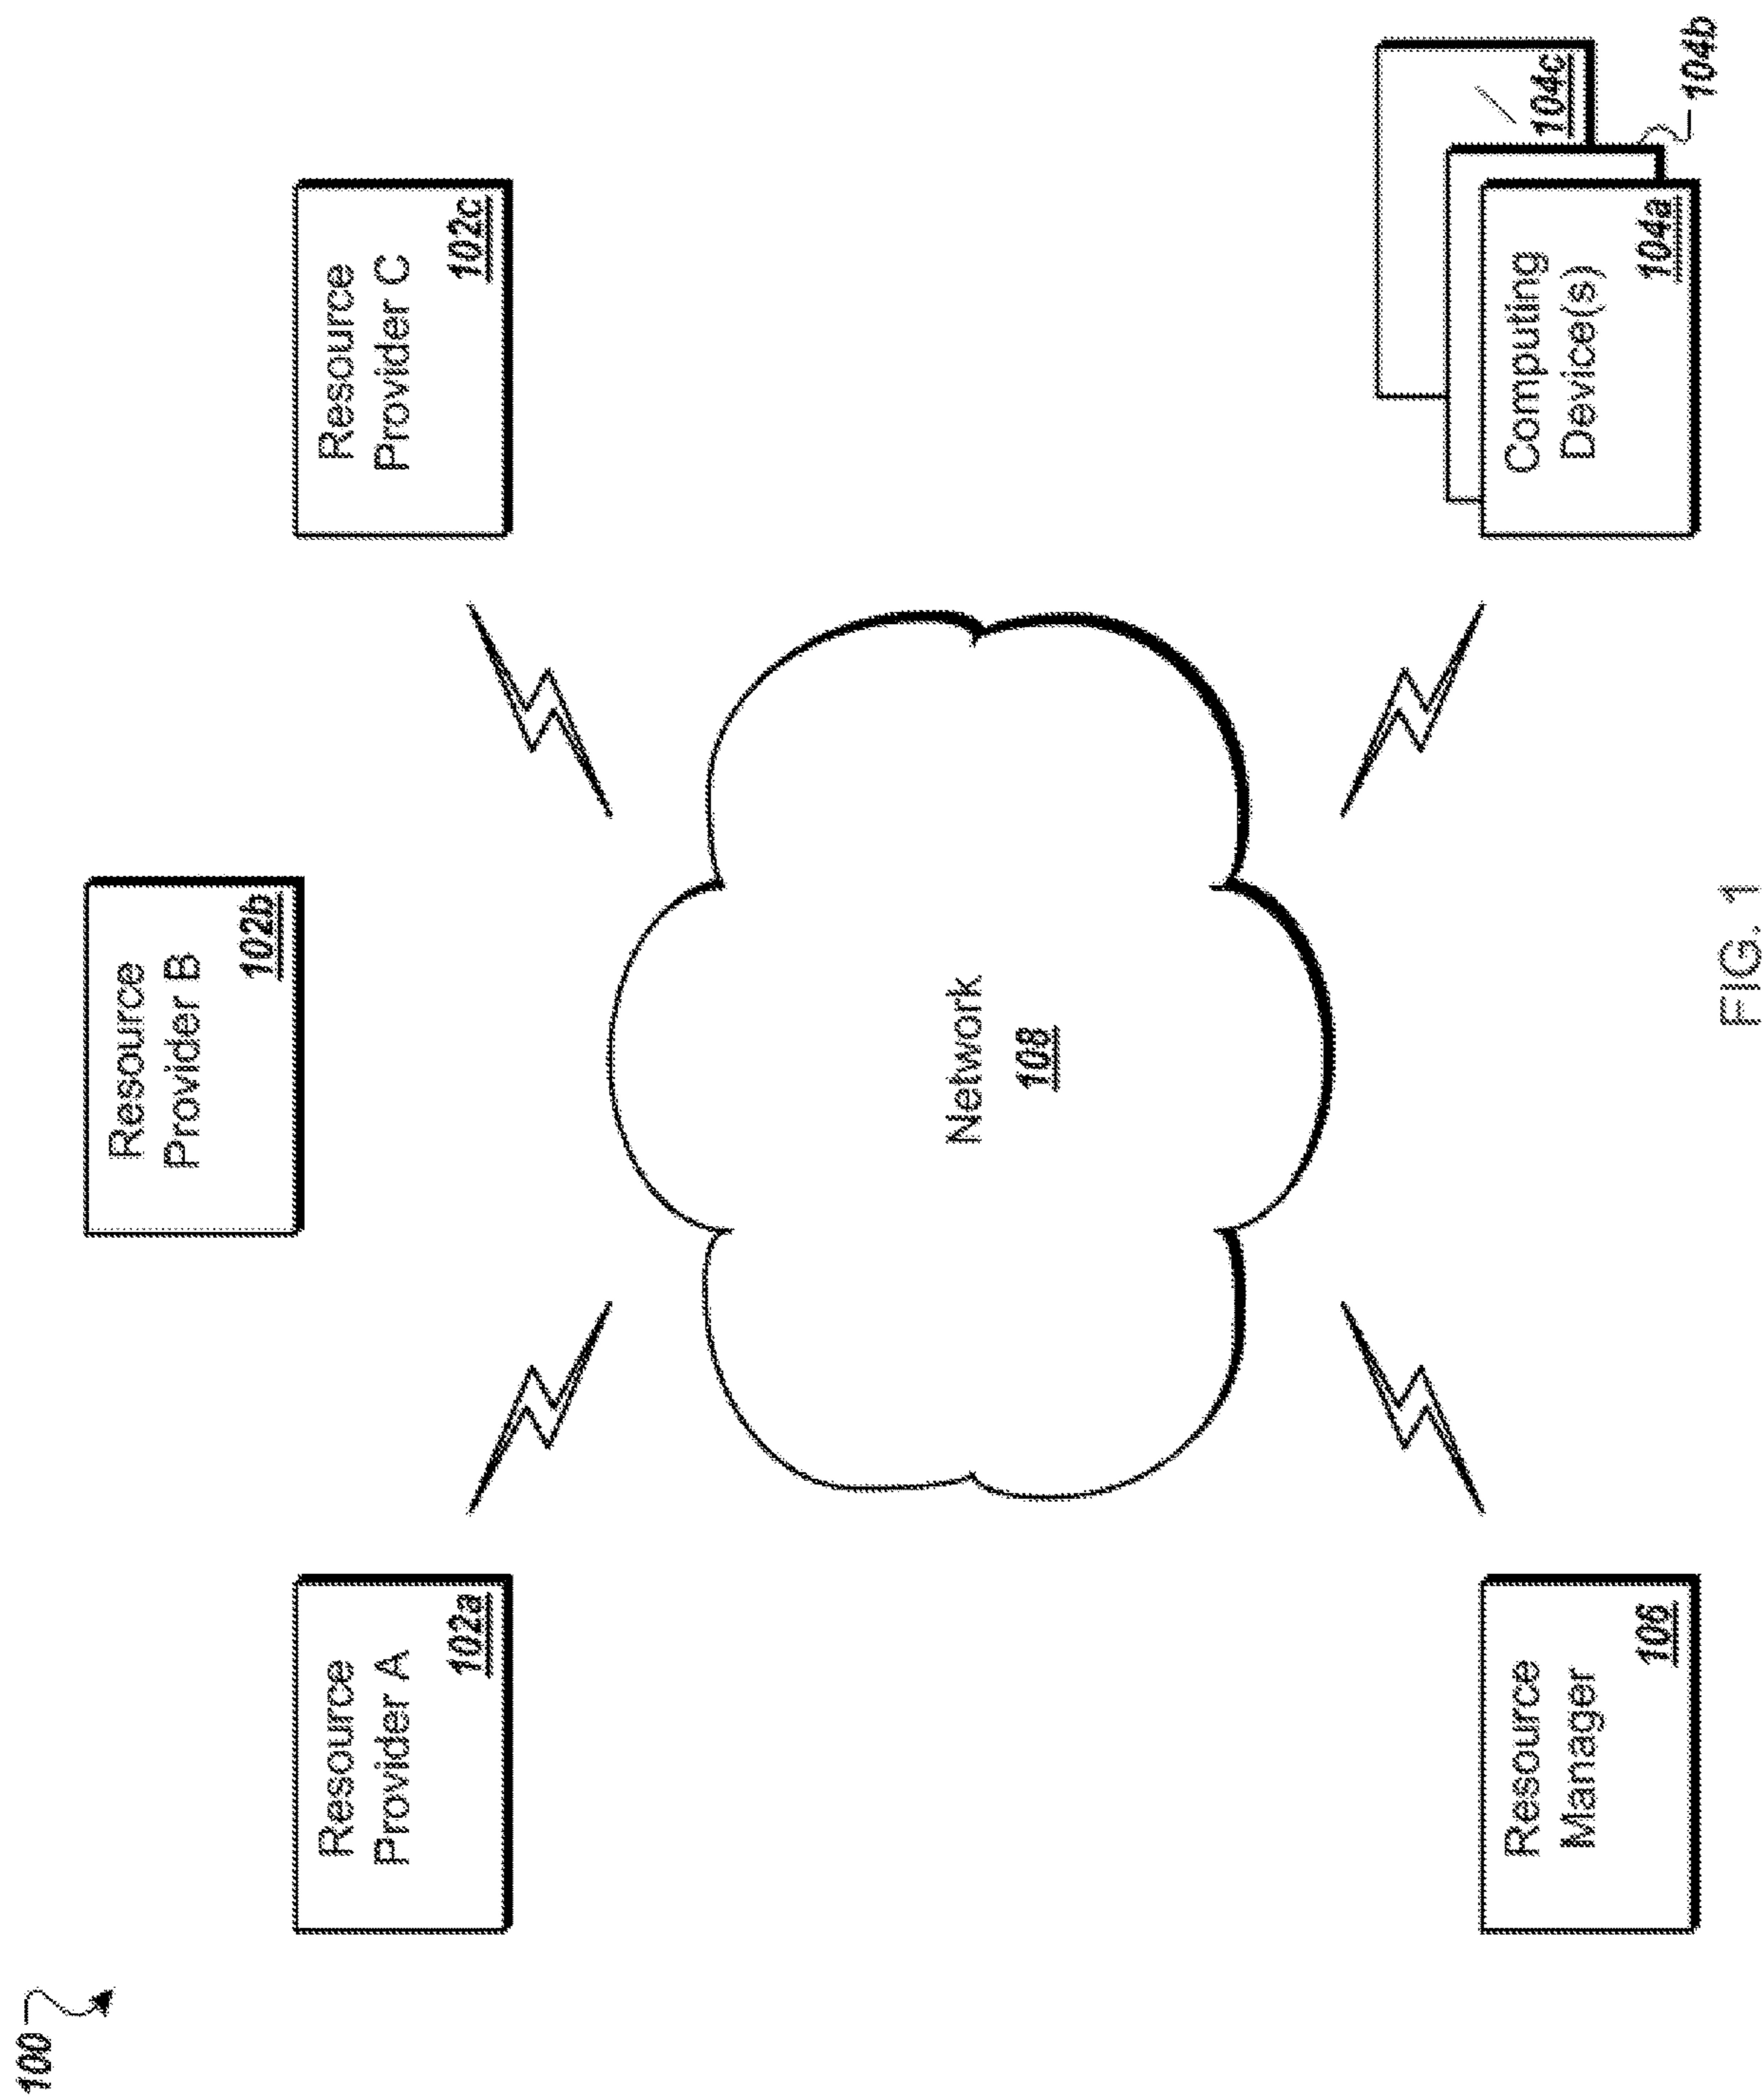 100
Resource
Provider B
102b
Resource
Provider A
102a
Resource
Provider C
102c
Network
108
Resource
Manager
106
Computing
Device(s)
104a
104b
104c
FIG. 1